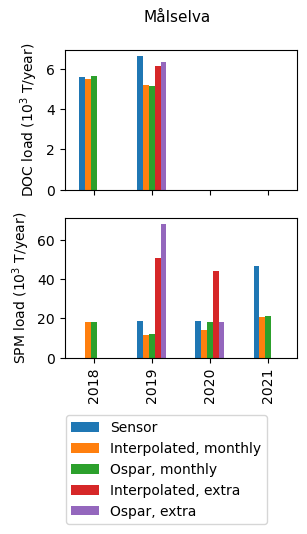 Målselva
DOC load (10³ T/year)
6
4
2
0
SPM load (10³ T/year)
60
40
20
0
2018 2019 2020 2021
Sensor
Interpolated, monthly
Ospar, monthly
Interpolated, extra
Ospar, extra